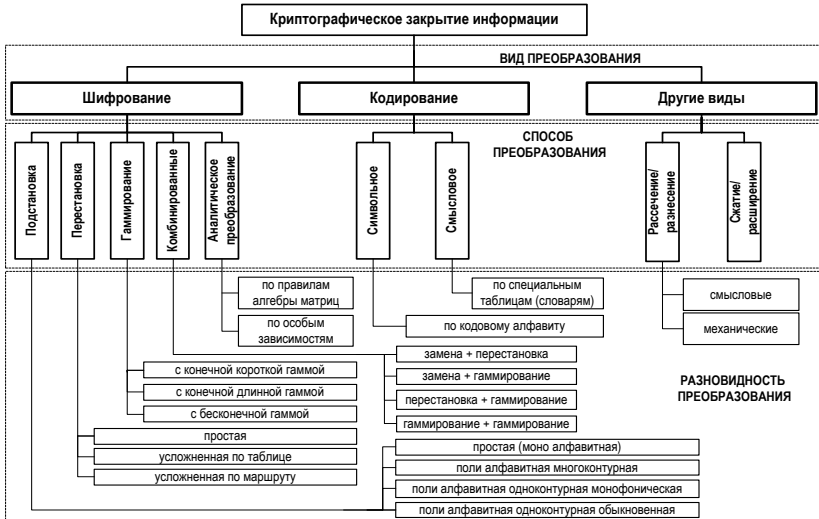 Криптографическое закрытие информации
ВИД ПРЕОБРАЗОВАНИЯ
Шифрование
Кодирование
Другие виды
СПОСОБ
ПРЕОБРАЗОВАНИЯ
Подстановка
Перестановка
Гаммирование
Комбинированные
Аналитическое
преобразование
Символьное
Смысловое
Рассечение/
разнесение
Сжатие/
расширение
по правилам
алгебры матриц
по особым
зависимостям
по специальным
таблицам (словарям)
по кодовому алфавиту
смысловые
механические
замена + перестановка
замена + гаммирование
перестановка + гаммирование
гаммирование + гаммирование
РАЗНОВИДНОСТЬ
ПРЕОБРАЗОВАНИЯ
с конечной короткой гаммой
с конечной длинной гаммой
с бесконечной гаммой
простая
усложненная по таблице
усложненная по маршруту
простая (моно алфавитная)
поли алфавитная многоконтурная
поли алфавитная одноконтурная монофоническая
поли алфавитная одноконтурная обыкновенная